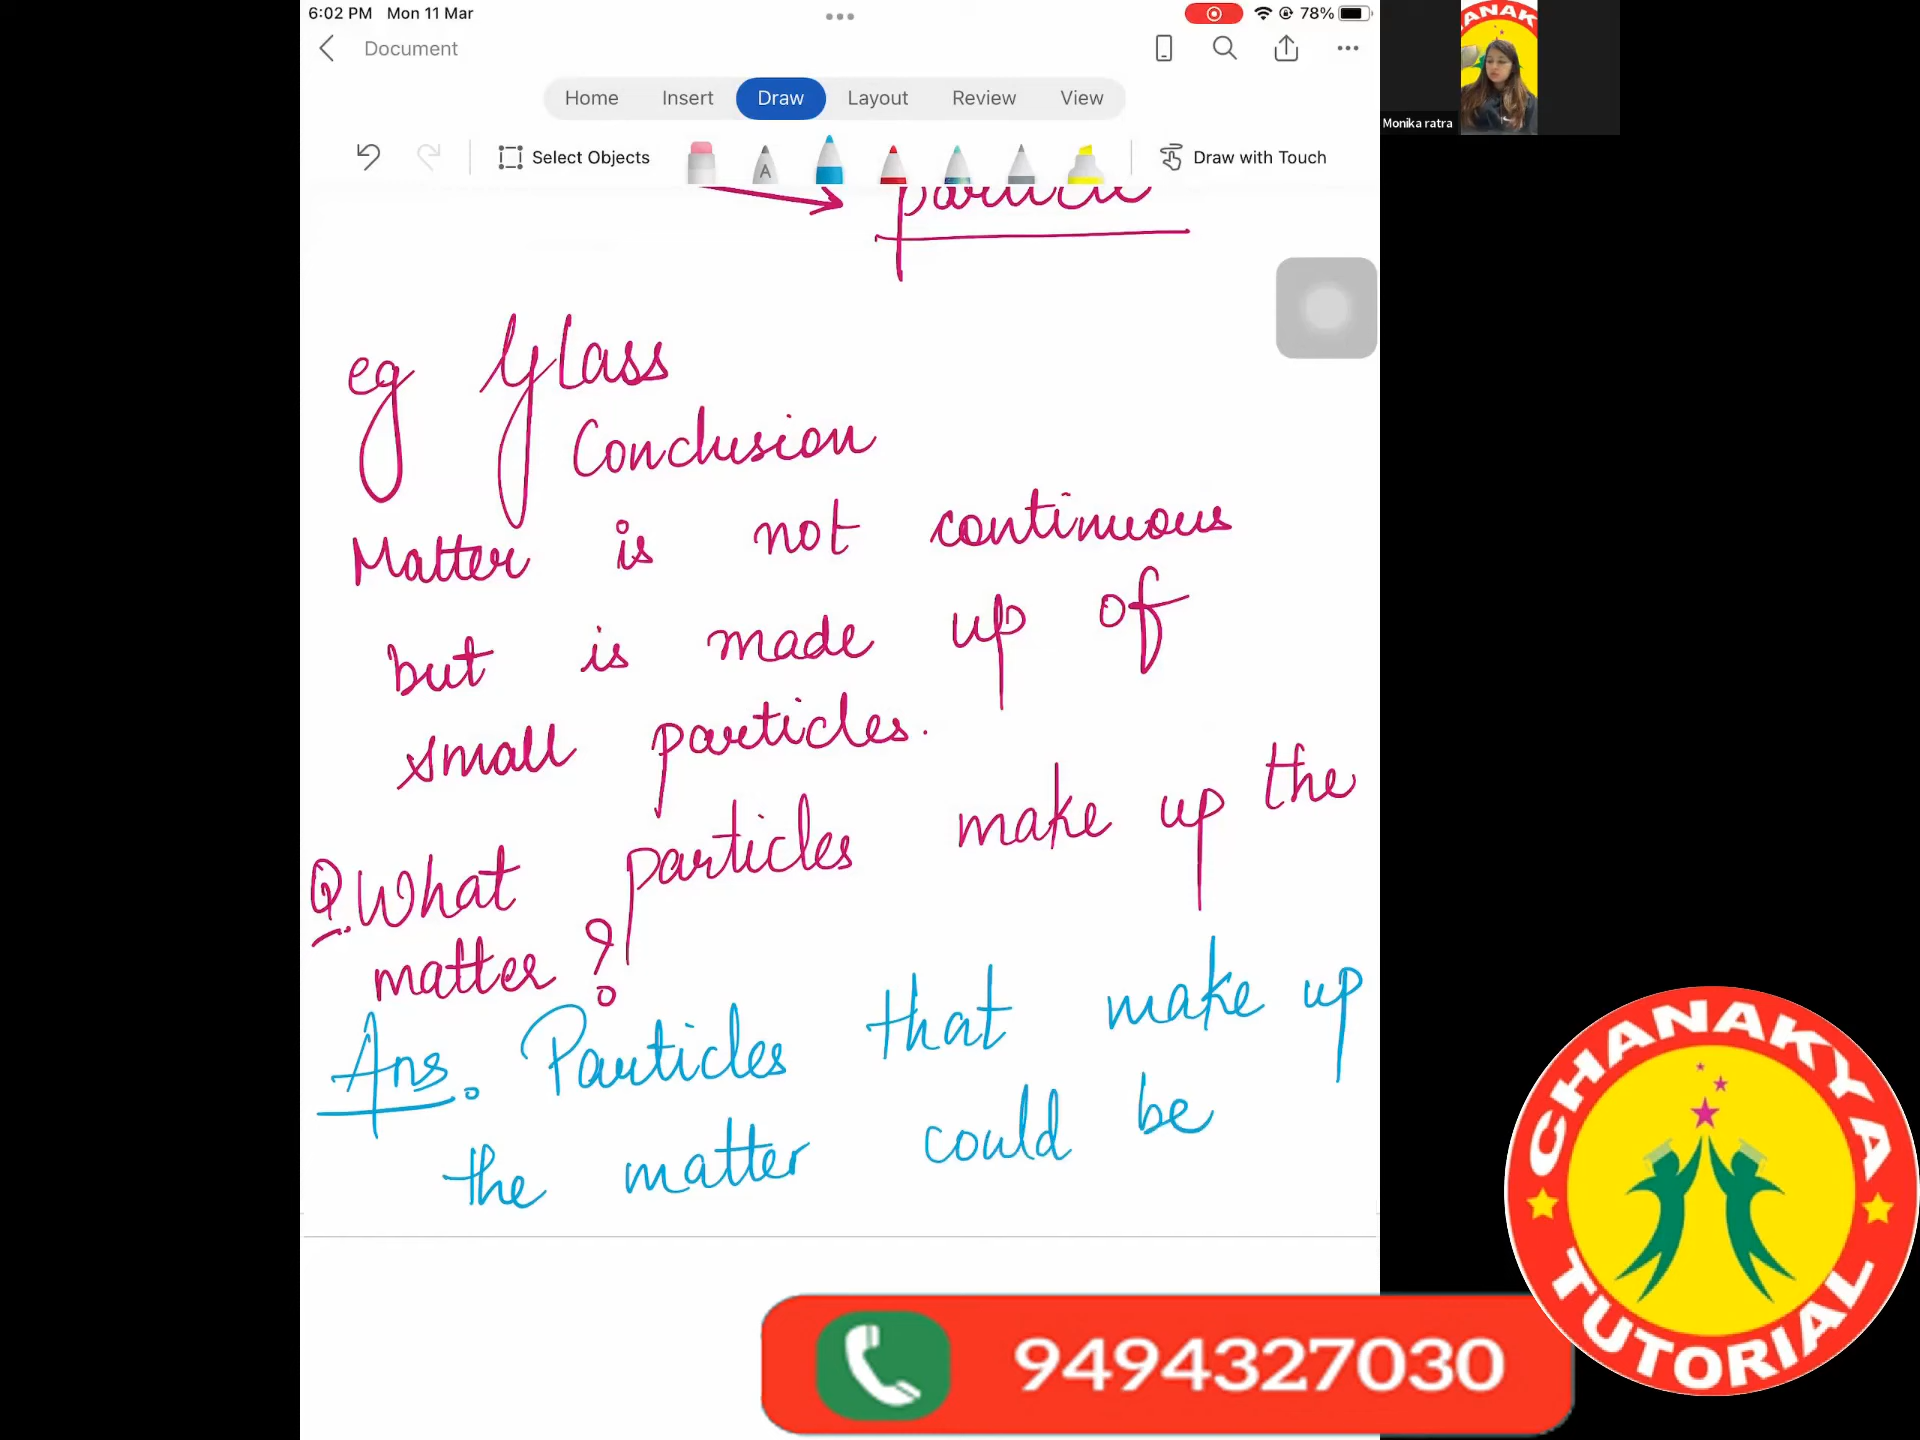 6:02 PM Mon 11 Mar
78%
Document
Home Insert Draw Layout Review View
Select Objects
A
Draw with Touch
eg Glass
Conclusion
Matter is not continuous
but is made up of
small particles.
Q. What particles make up the
matter?
Ans. Particles that make up
the matter could be
ANAK
Monika ratra
CHANAKYA
TUTORIAL
9494327030